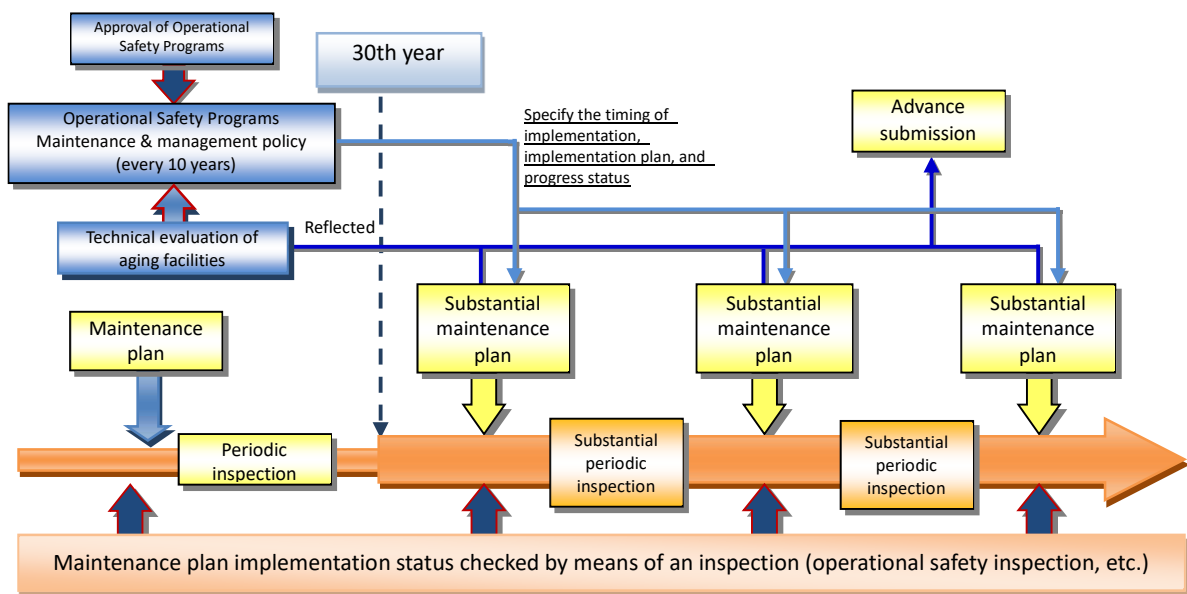 Approval of Operational
Safety Programs
30th year
Operational Safety Programs
Maintenance & management policy
(every 10 years)
Specify the timing of
implementation,
implementation plan, and
progress status
Advance
submission
Technical evaluation of
aging facilities
Reflected
Maintenance
plan
Substantial
maintenance
plan
Substantial
maintenance
plan
Substantial
maintenance
plan
Periodic
inspection
Substantial
periodic
inspection
Substantial
periodic
inspection
Maintenance plan implementation status checked by means of an inspection (operational safety inspection, etc.)